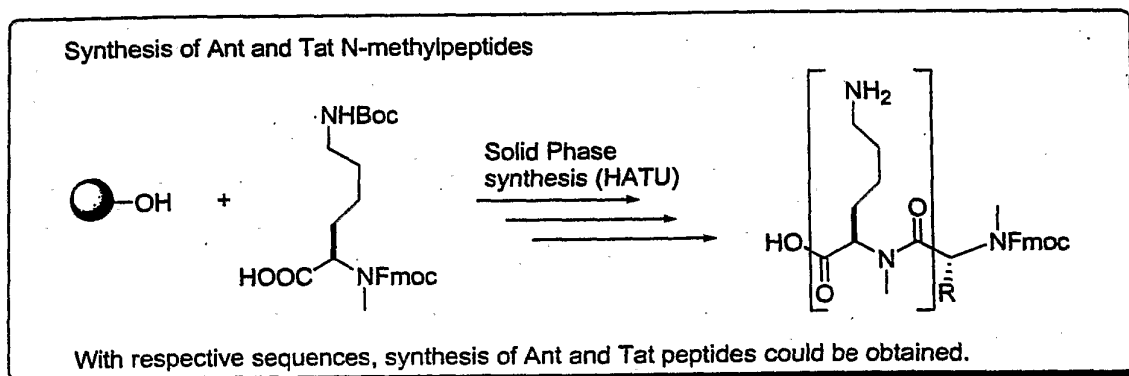 Synthesis of Ant and Tat N-methylpeptides
NHBoc
Solid Phase
synthesis (HATU)
OH
+
HOOC
NFmoc
NH2
HO
O
N
O
R
NFmoc
With respective sequences, synthesis of Ant and Tat peptides could be obtained.